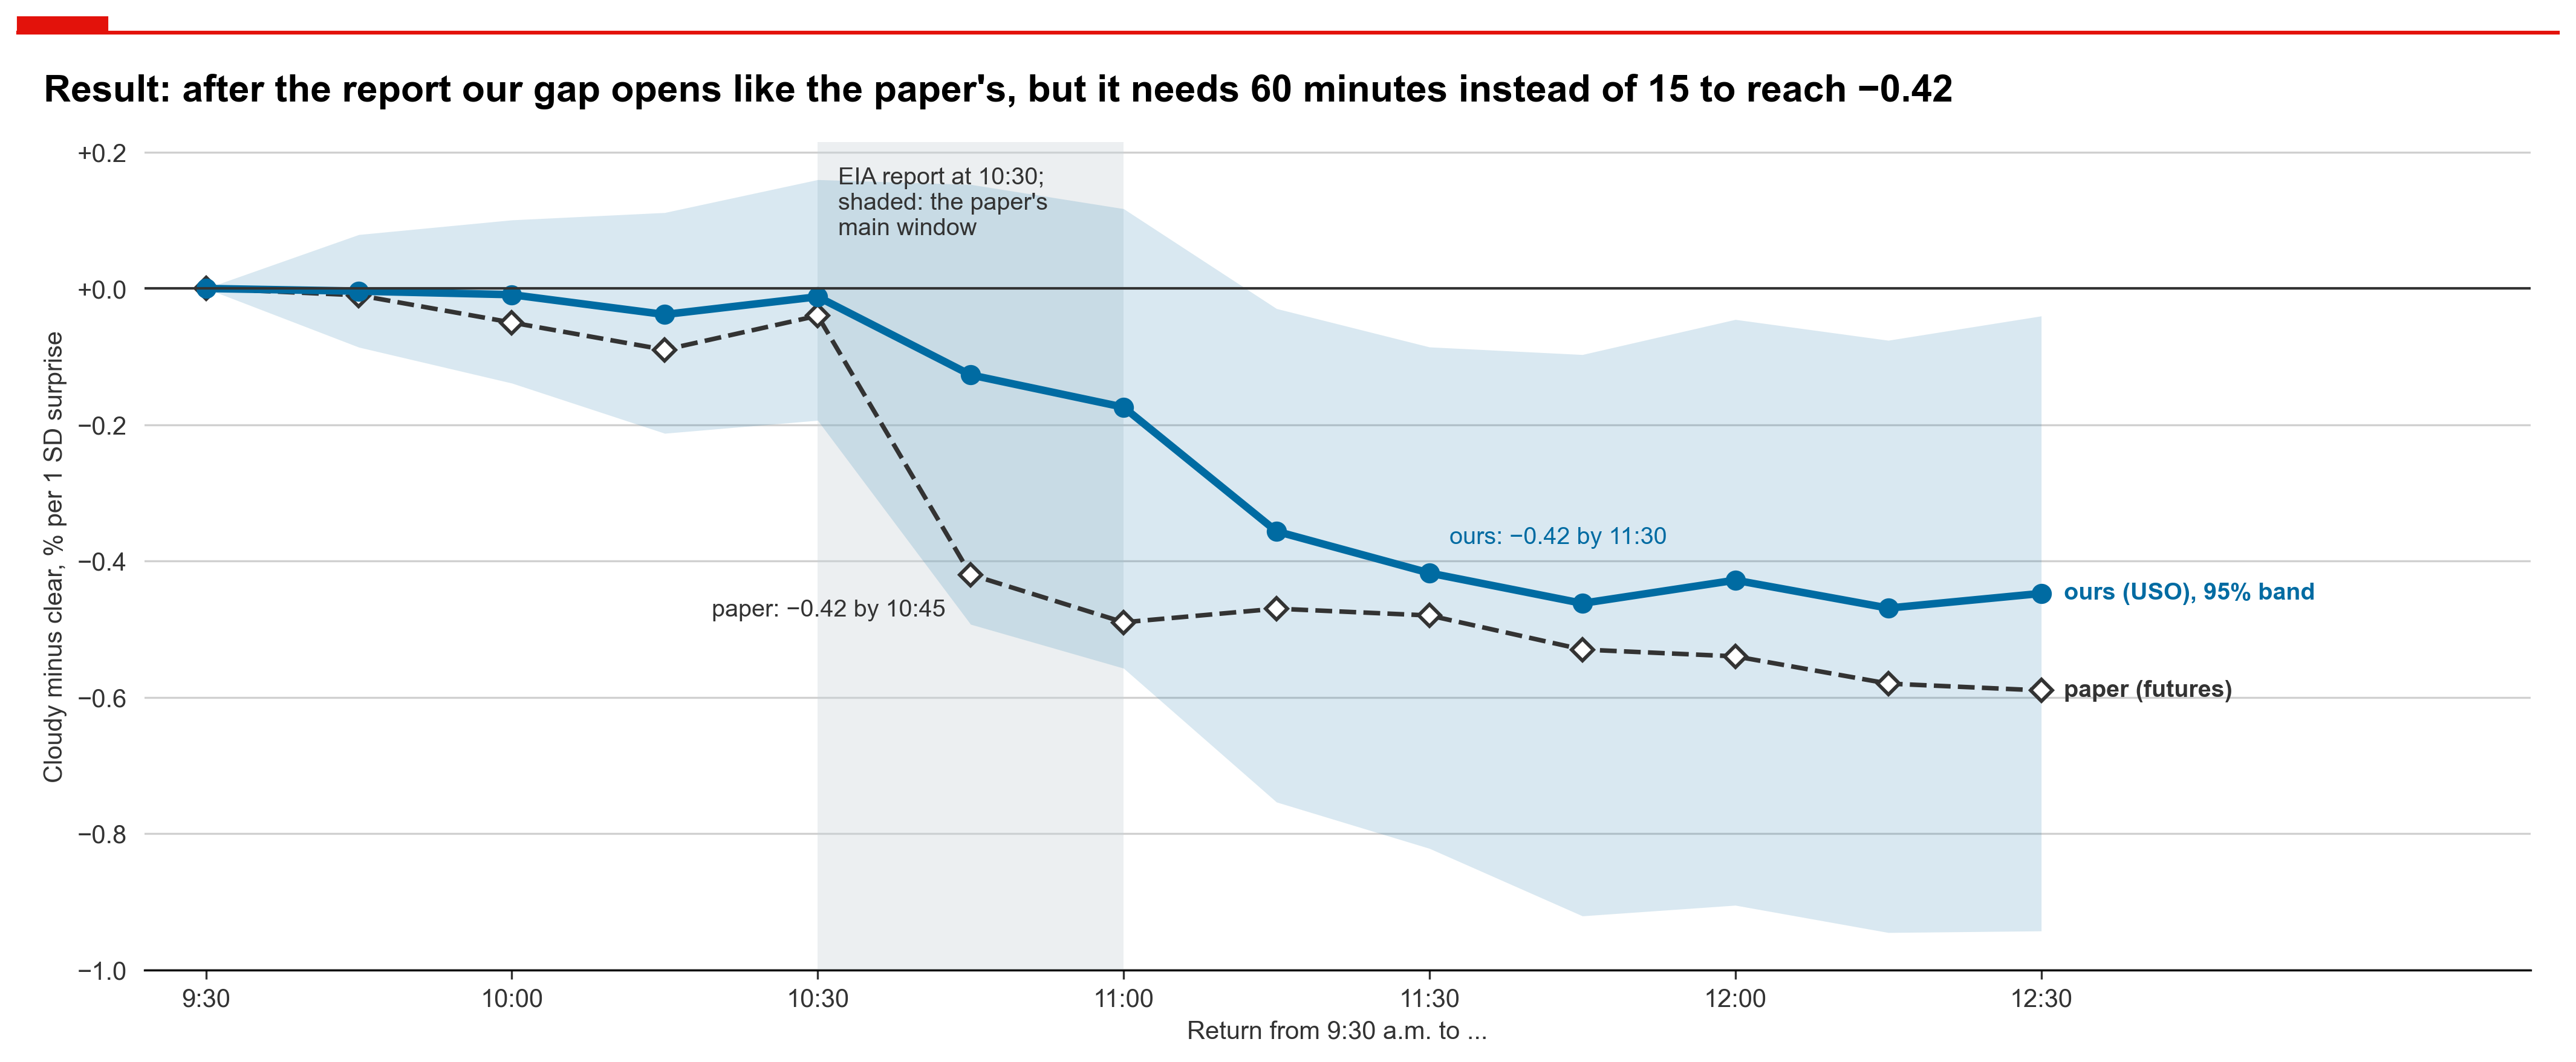 Result: after the report our gap opens like the paper's, but it needs 60 minutes instead of 15 to reach −0.42
Cloudy minus clear, % per 1 SD surprise
+0.2
+0.0
−0.2
−0.4
−0.6
−0.8
−1.0
EIA report at 10:30;
shaded: the paper's
main window
ours: −0.42 by 11:30
paper: −0.42 by 10:45
ours (USO), 95% band
paper (futures)
9:30
10:00
10:30
11:00
11:30
12:00
12:30
Return from 9:30 a.m. to ...